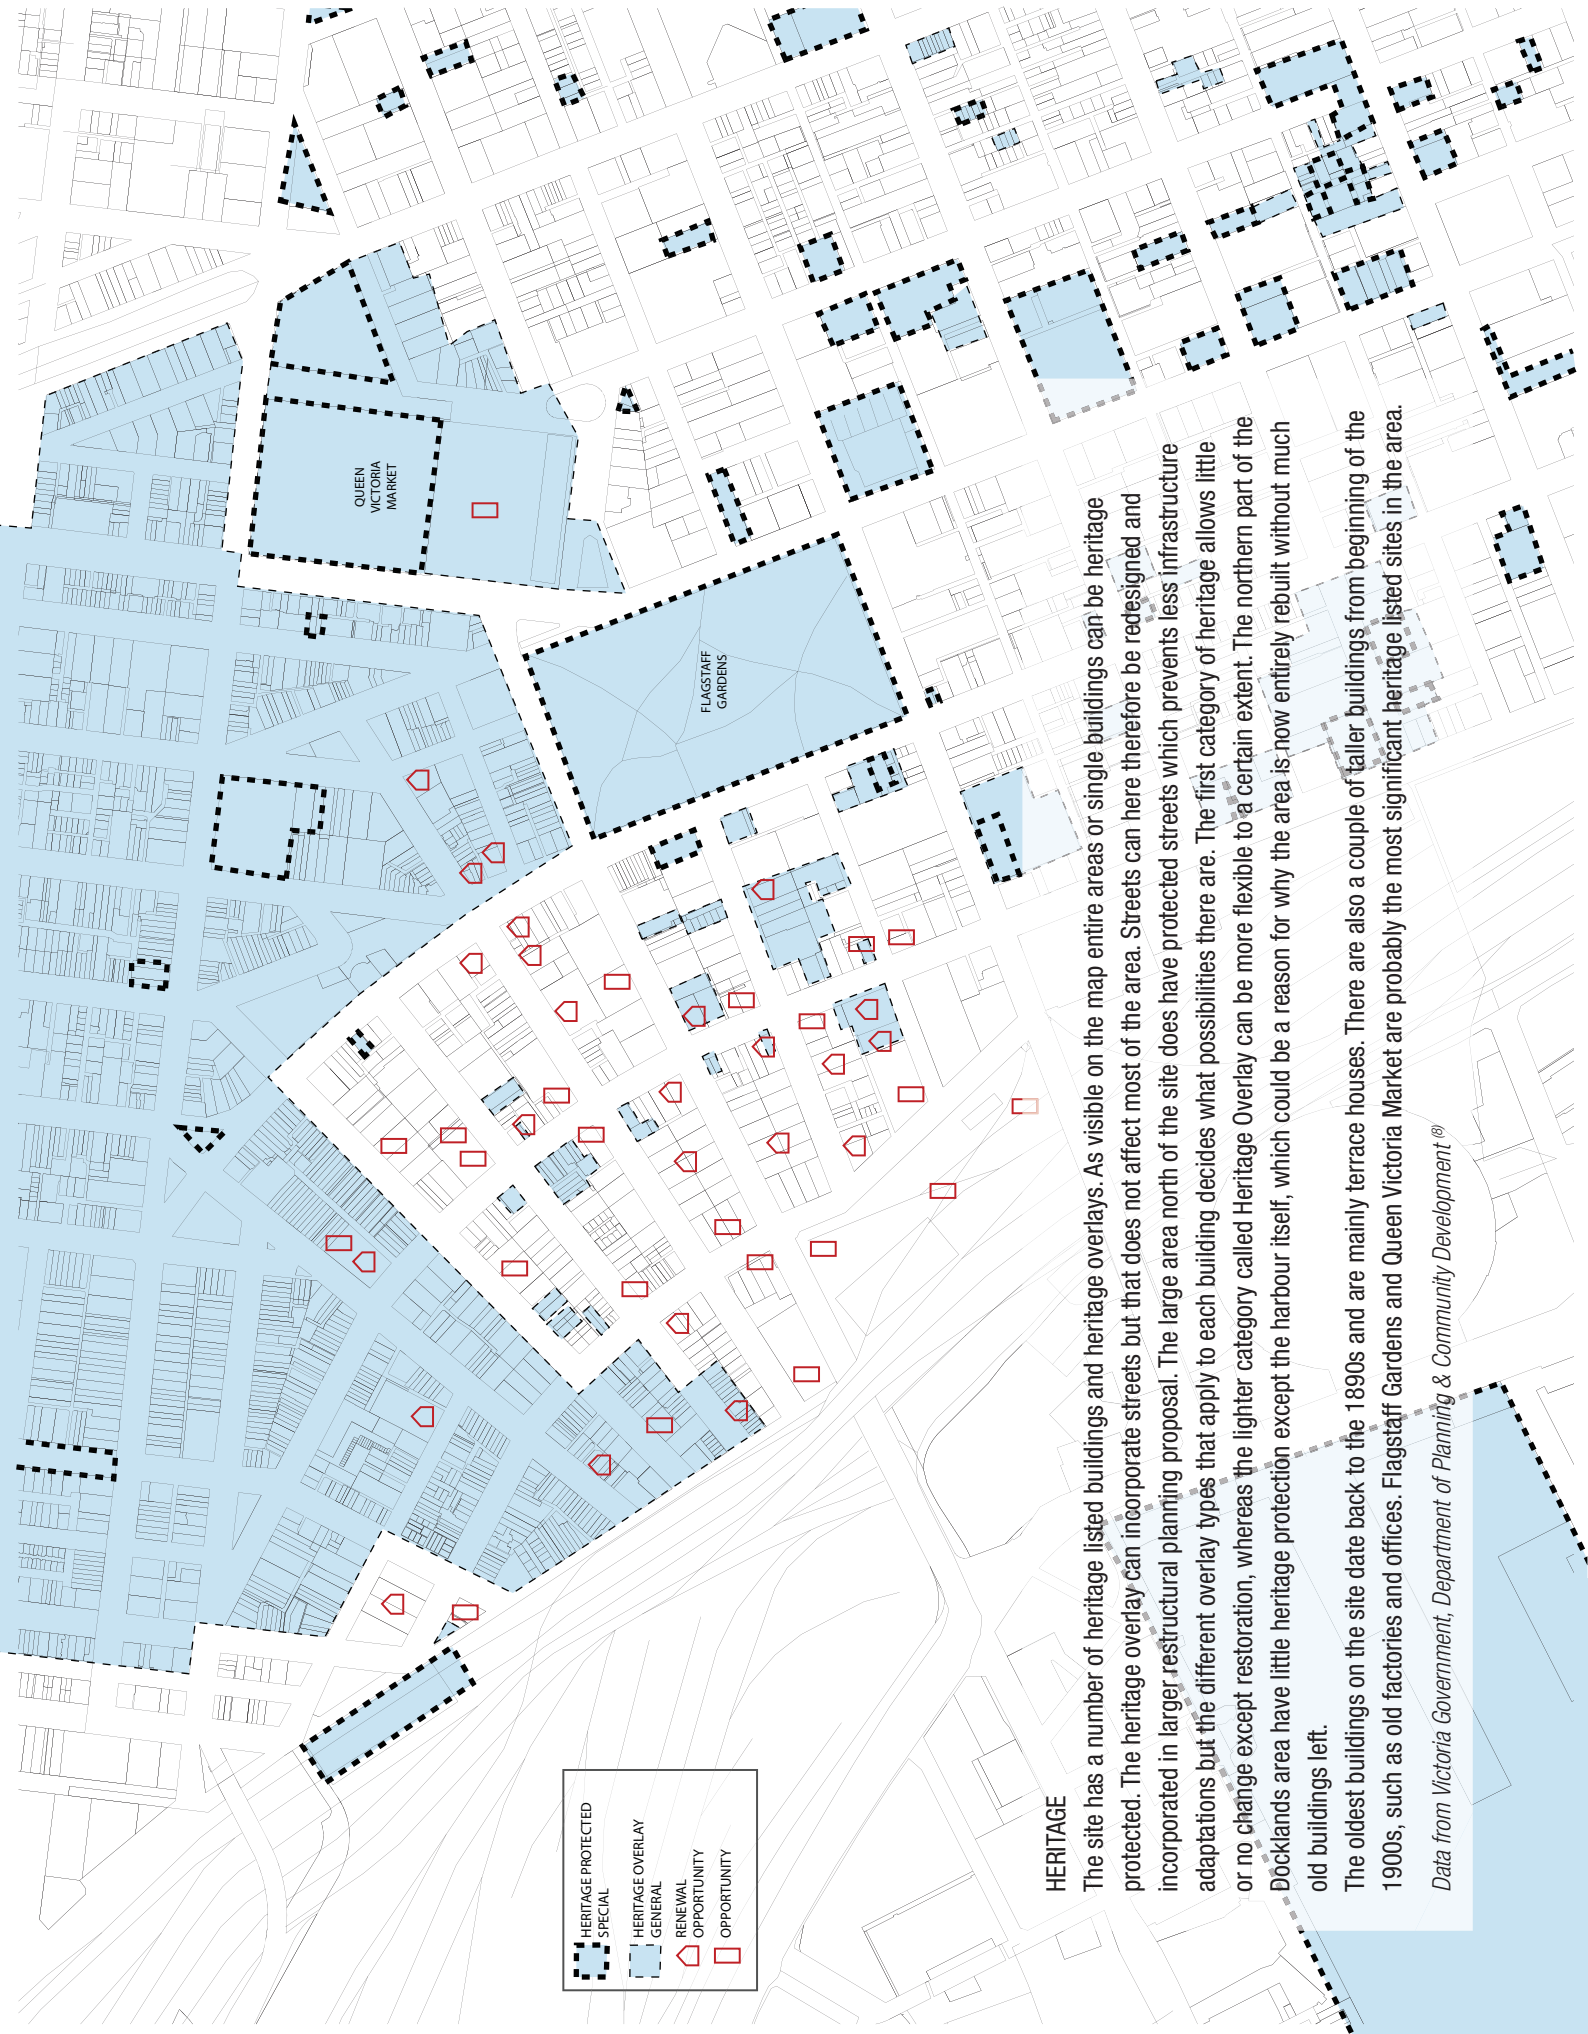 QUEEN
VICTORIA
MARKET
FLAGSTAFF
GARDENS
HERITAGE PROTECTED
SPECIAL
HERITAGE OVERLAY
GENERAL
RENEWAL
OPPORTUNITY
OPPORTUNITY
HERITAGE
The site has a number of heritage listed buildings and heritage overlays. As visible on the map entire areas or single buildings can be heritage
protected. The heritage overlay can incorporate streets but that does not affect most of the area. Streets can here therefore be redesigned and
incorporated in larger restructural planning proposal. The large area north of the site does have protected streets which prevents less infrastructure
adaptations but the different overlay types that apply to each building decides what possibilities there are. The first category of heritage allows little
or no change except restoration, whereas the lighter category called Heritage Overlay can be more flexible to a certain extent. The northern part of the
Docklands area have little heritage protection except the harbour itself, which could be a reason for why the area is now entirely rebuilt without much
old buildings left.
The oldest buildings on the site date back to the 1890s and are mainly terrace houses. There are also a couple of taller buildings from beginning of the
1900s, such as old factories and offices. Flagstaff Gardens and Queen Victoria Market are probably the most significant heritage listed sites in the area.
Data from Victoria Government, Department of Planning & Community Development (8)